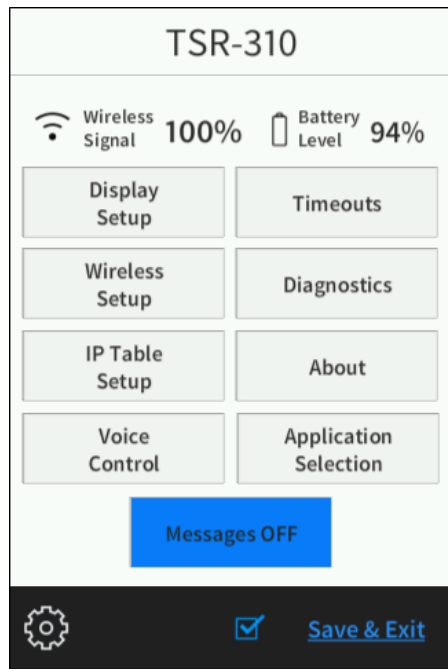 TSR-310
Wireless Signal 100% Battery Level 94%
Display Setup
Timeouts
Wireless Setup
Diagnostics
IP Table Setup
About
Voice Control
Application Selection
Messages OFF
Save & Exit